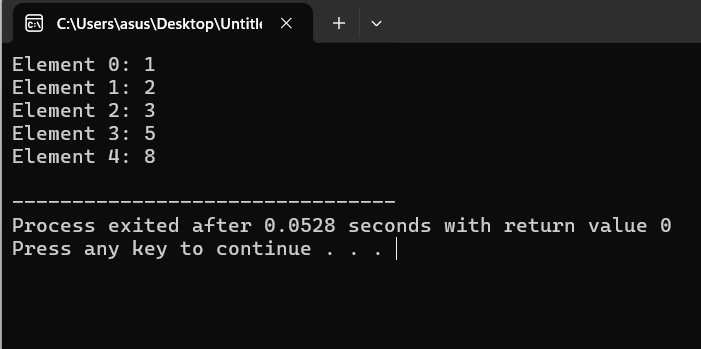 C:\Users\asus\Desktop\Untitle
Element 0: 1
Element 1: 2
Element 2: 3
Element 3: 5
Element 4: 8
--------------------------------
Process exited after 0.0528 seconds with return value 0
Press any key to continue . . .